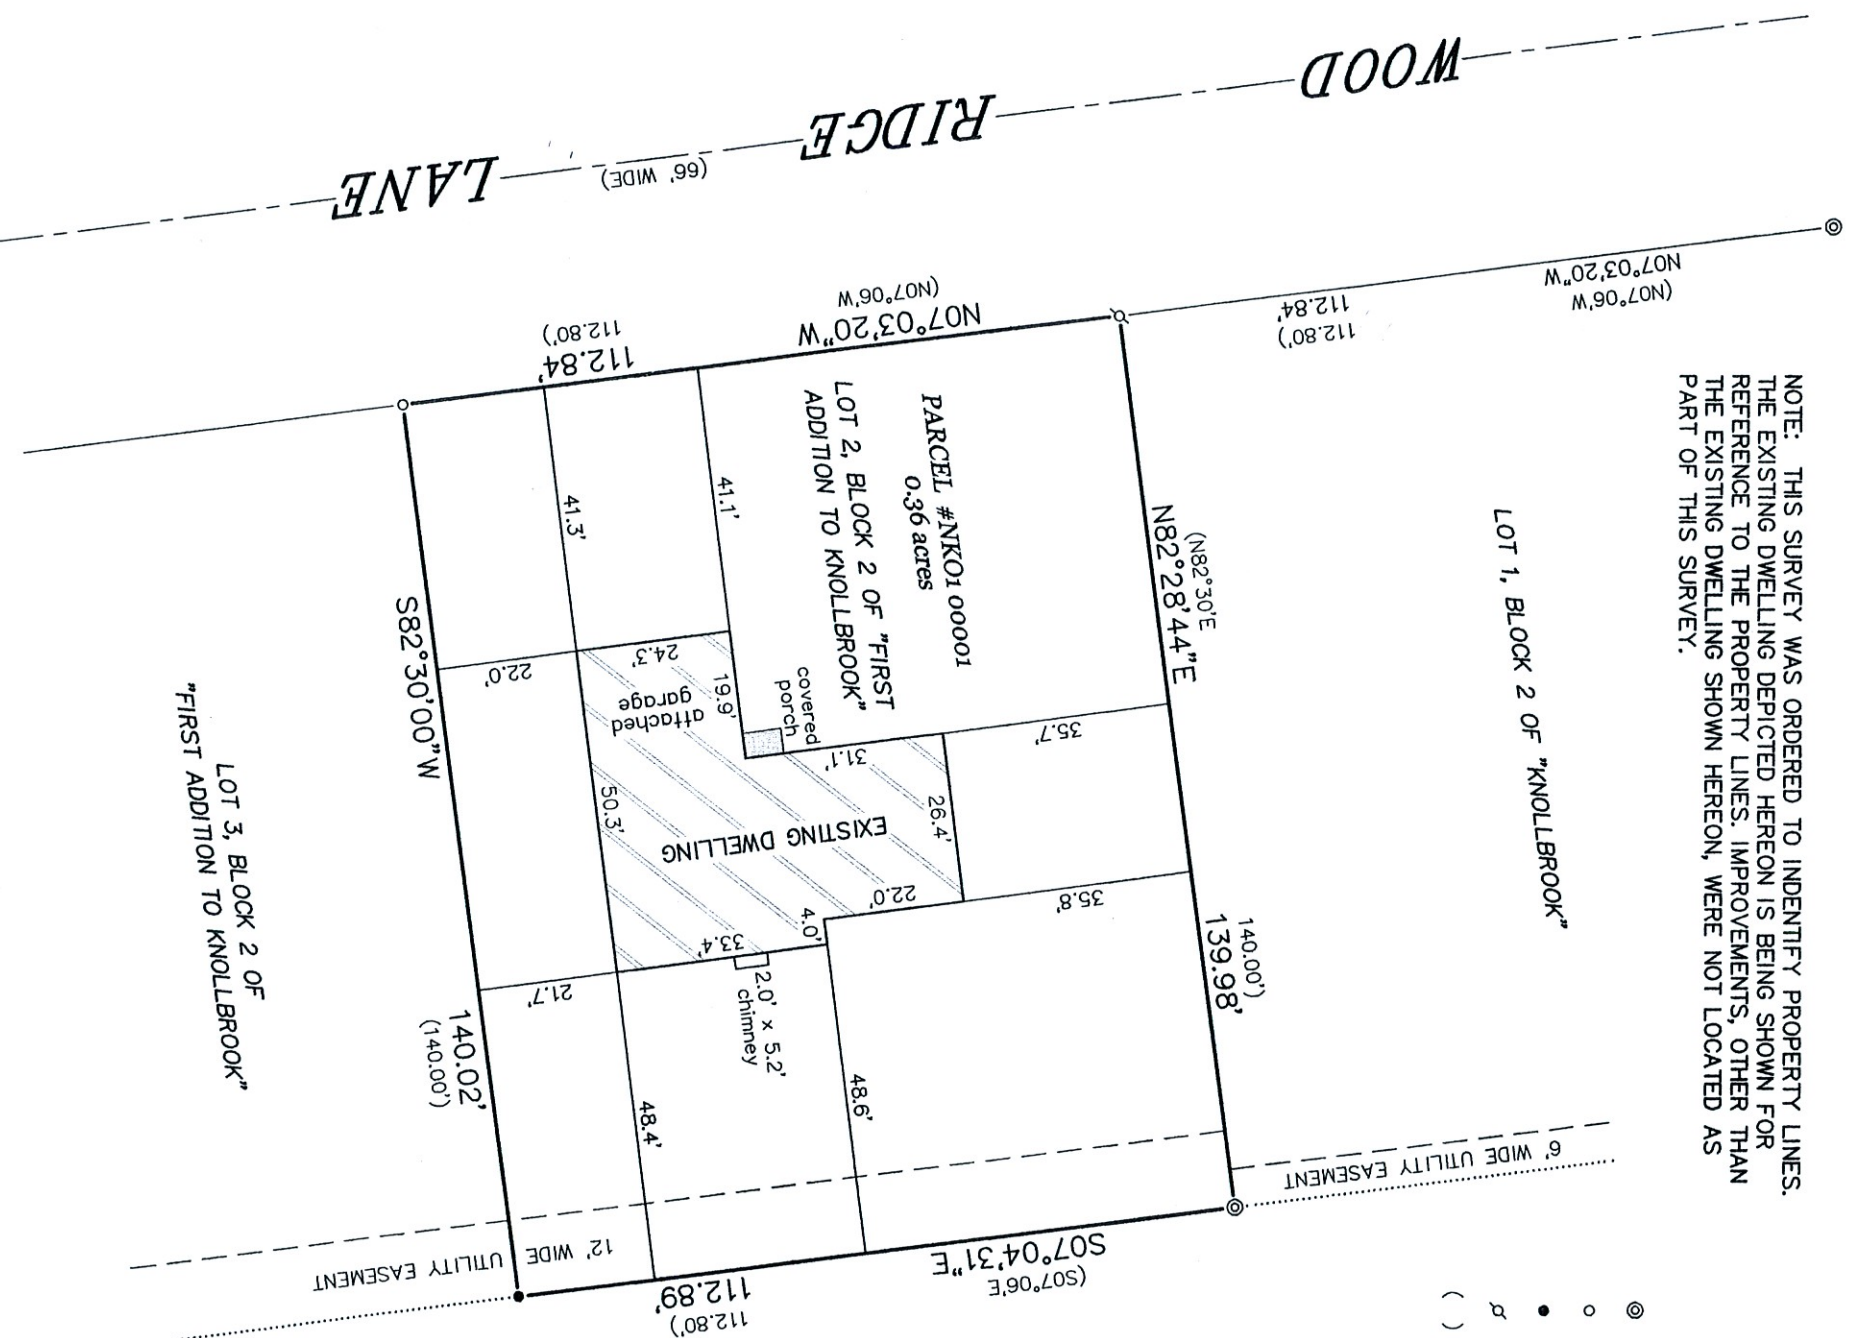 WOOD RIDGE LANE
(66' WIDE)
N07°03'20"W
(N07°06'W
112.84'
112.80')
N07°03'20"W
(N07°06'W
112.84'
112.80')
NOTE:  THIS SURVEY WAS ORDERED TO INDENTIFY PROPERTY LINES.
THE EXISTING DWELLING DEPICTED HEREON IS BEING SHOWN FOR
REFERENCE TO THE PROPERTY LINES. IMPROVEMENTS, OTHER THAN
THE EXISTING DWELLING SHOWN HEREON, WERE NOT LOCATED AS
PART OF THIS SURVEY.
LOT 1, BLOCK 2 OF "KNOLLBROOK"
(N82°30'E
N82°28'44"E
140.00')
139.98'
PARCEL #NKO1 00001
0.36 acres
LOT 2, BLOCK 2 OF "FIRST
ADDITION TO KNOLLBROOK"
41.1'
41.3'
22.0'
24.3'
19.9'
attached
garage
covered
porch
31.1'
35.7'
26.4'
50.3'
EXISTING DWELLING
22.0'
35.8'
4.0'
33.4'
21.7'
2.0' x 5.2'
chimney
48.6'
48.4'
S82°30'00"W
140.02'
(140.00')
LOT 3, BLOCK 2 OF
"FIRST ADDITION TO KNOLLBROOK"
6' WIDE UTILITY EASEMENT
12' WIDE UTILITY EASEMENT
S07°04'31"E
(S07°06'E
112.89'
112.80')
( )